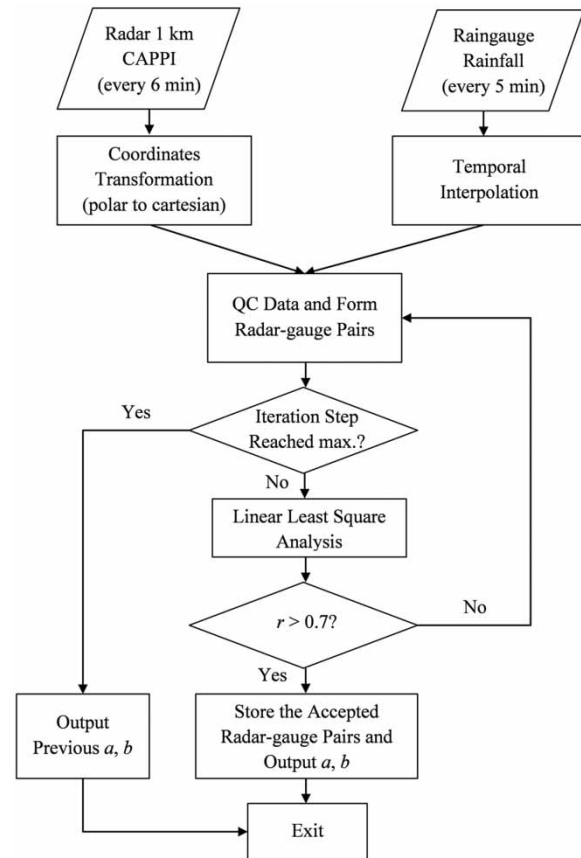 Radar 1 km
CAPPI
(every 6 min)
Raingauge
Rainfall
(every 5 min)
Coordinates
Transformation
(polar to cartesian)
Temporal
Interpolation
QC Data and Form
Radar-gauge Pairs
Yes
Iteration Step
Reached max.?
No
Linear Least Square
Analysis
r > 0.7?
No
Yes
Output
Previous a, b
Store the Accepted
Radar-gauge Pairs and
Output a, b
Exit